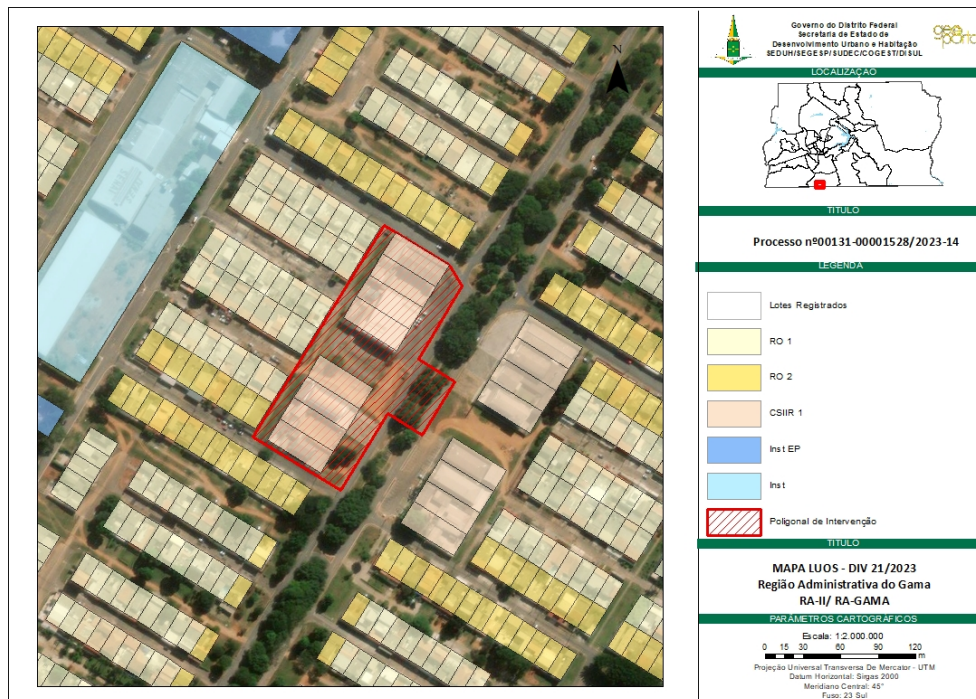 N
Governo do Distrito Federal
Secretaria de Estado de
Desenvolvimento Urbano e Habitação
SEDUH/SEGESP/SUDEC/COGEST/DISUL
geo
porta
LOCALIZAÇÃO
TITULO
Processo nº00131-00001528/2023-14
LEGENDA
Lotes Registrados
RO 1
RO 2
CSIIR 1
Inst EP
Inst
Poligonal de Intervenção
TITULO
MAPA LUOS - DIV 21/2023
Região Administrativa do Gama
RA-II/ RA-GAMA
PARÂMETROS CARTOGRÁFICOS
Escala: 1:2.000.000
0 15 30 60 90 120
m
Projeção Universal Transversa De Mercator - UTM
Datum Horizontal: Sirgas 2000
Meridiano Central: 45°
Fuso: 23 Sul